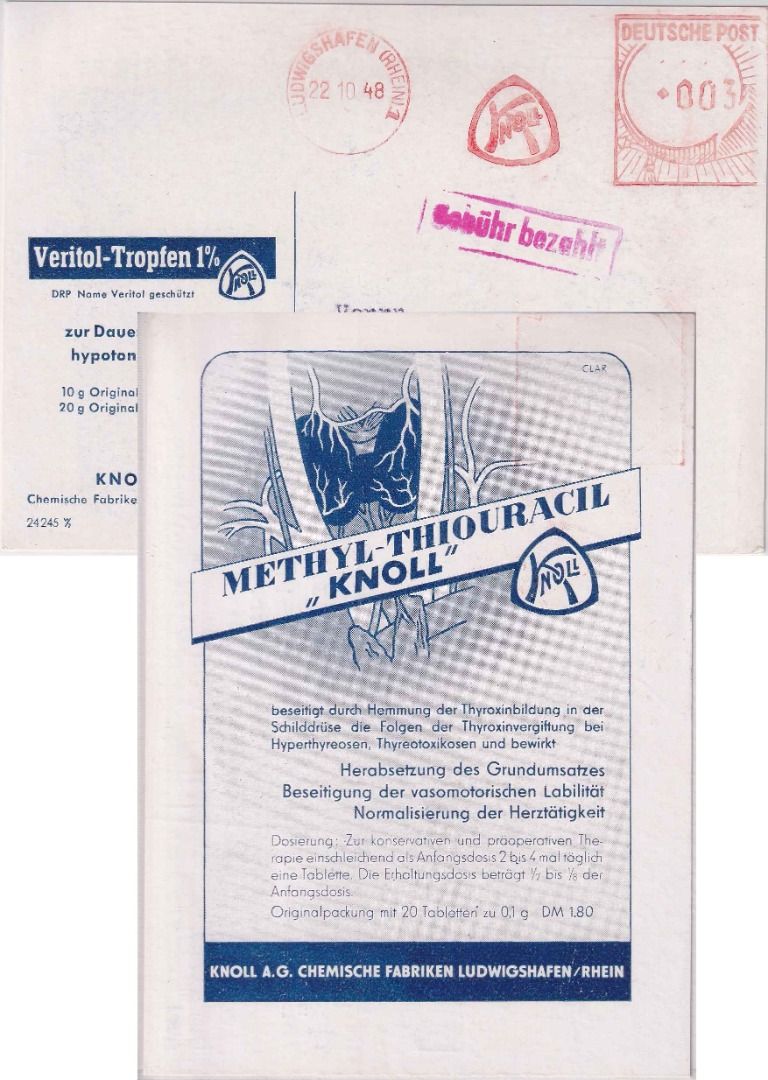 LUDWIGSHAFEN (RHEIN) 1
22 10 48
KNOLL
DEUTSCHE POST
003
Gebühr bezahlt
Veritol-Tropfen 1%
KNOLL
DRP Name Veritol geschützt
zur Daue
hypoton
10 g Original
20 g Original
KNO
Chemische Fabrike
24245 %
CLAR
METHYL-THIOURACIL
„KNOLL”
KNOLL
beseitigt durch Hemmung der Thyroxinbildung in der
Schilddrüse die Folgen der Thyroxinvergiftung bei
Hyperthyreosen, Thyreotoxikosen und bewirkt
Herabsetzung des Grundumsatzes
Beseitigung der vasomotorischen Labilität
Normalisierung der Herztätigkeit
Dosierung: Zur konservativen und präoperativen The-
rapie einschleichend als Anfangsdosis 2 bis 4 mal täglich
eine Tablette. Die Erhaltungsdosis beträgt ½ bis ⅛ der
Anfangsdosis.
Originalpackung mit 20 Tabletten zu 0,1 g DM 1.80
KNOLL A.G. CHEMISCHE FABRIKEN LUDWIGSHAFEN/RHEIN